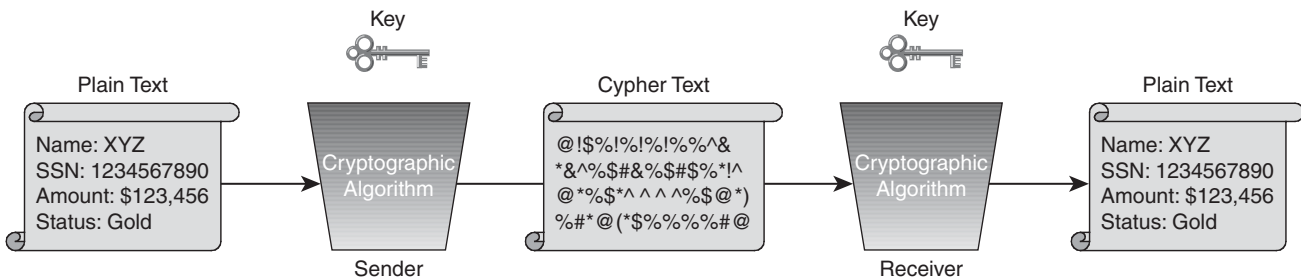 Key
Key
Plain Text
Cypher Text
Plain Text
Name: XYZ
SSN: 1234567890
Amount: $123,456
Status: Gold
Cryptographic
Algorithm
@!$%!%!%!%%^&
*&^%$#&%$#$%*!^
@*%$*^^^^%$@*)
%#*@(*$%%%%#@
Cryptographic
Algorithm
Name: XYZ
SSN: 1234567890
Amount: $123,456
Status: Gold
Sender
Receiver